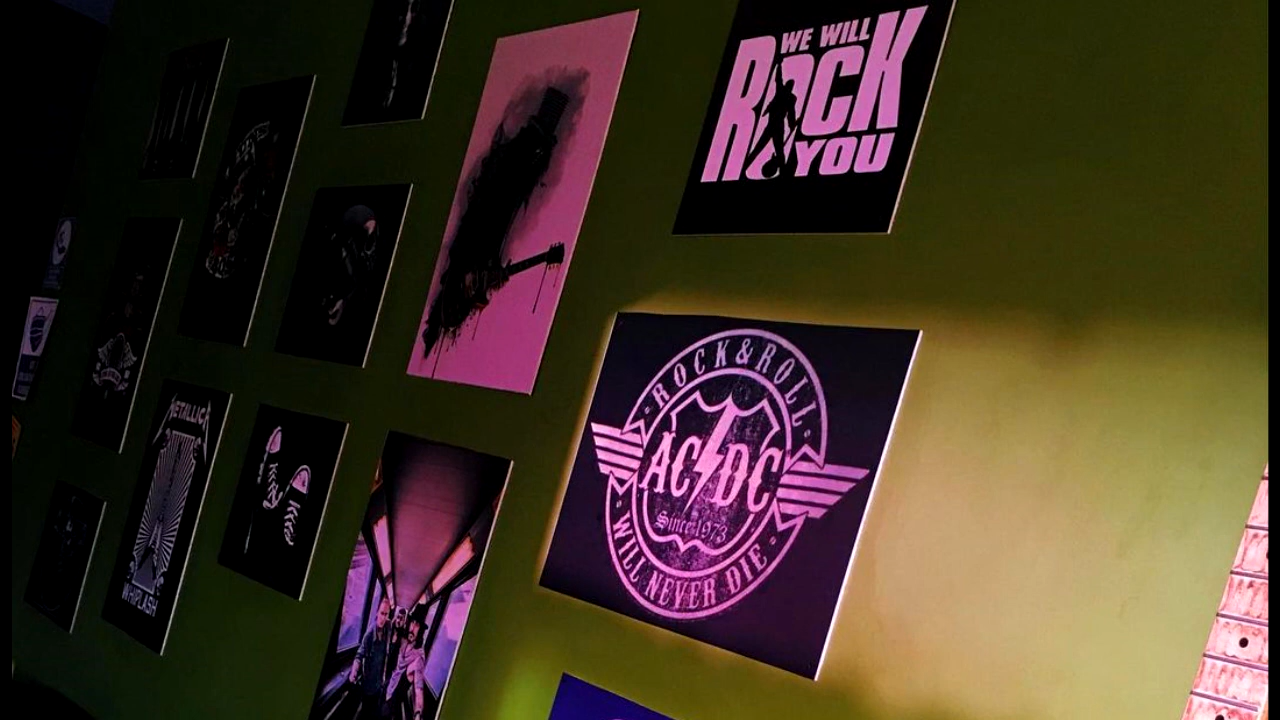 WE WILL
ROCK
YOU
ROCK & ROLL
AC DC
Since 1973
WILL NEVER DIE
METALLICA
WHIPLASH